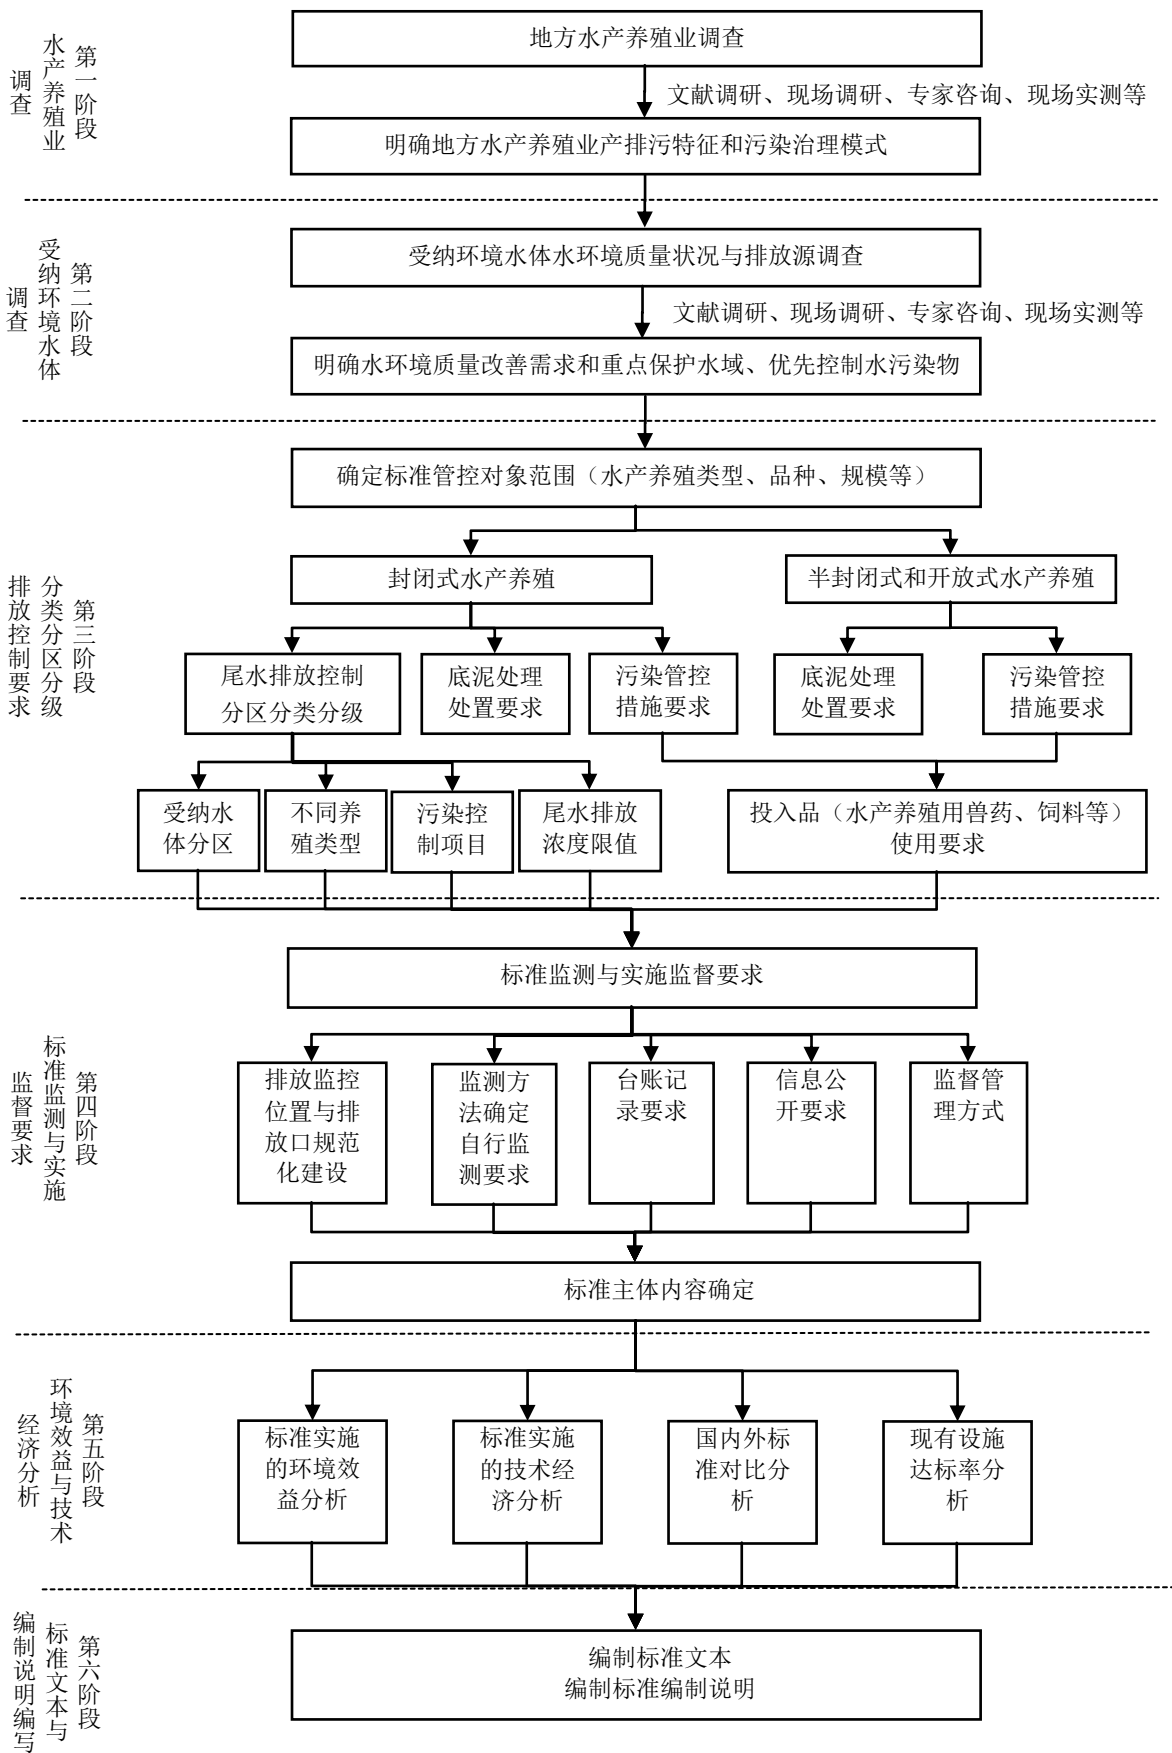 第一阶段
水产养殖业
调查
地方水产养殖业调查
文献调研、现场调研、专家咨询、现场实测等
明确地方水产养殖业产排污特征和污染治理模式
第二阶段
受纳环境水体
调查
受纳环境水体水环境质量状况与排放源调查
文献调研、现场调研、专家咨询、现场实测等
明确水环境质量改善需求和重点保护水域、优先控制水污染物
第三阶段
分类分区分级
排放控制要求
确定标准管控对象范围（水产养殖类型、品种、规模等）
封闭式水产养殖
半封闭式和开放式水产养殖
尾水排放控制
分区分类分级
底泥处理
处置要求
污染管控
措施要求
底泥处理
处置要求
污染管控
措施要求
受纳水
体分区
不同养
殖类型
污染控
制项目
尾水排放
浓度限值
投入品（水产养殖用兽药、饲料等）
使用要求
第四阶段
标准监测与实施
监督要求
标准监测与实施监督要求
排放监控
位置与排
放口规范
化建设
监测方
法确定
自行监
测要求
台账记
录要求
信息公
开要求
监督管
理方式
标准主体内容确定
第五阶段
环境效益与技术
经济分析
标准实施
的环境效
益分析
标准实施
的技术经
济分析
国内外标
准对比分
析
现有设施
达标率分
析
第六阶段
标准文本与
编制说明编写
编制标准文本
编制标准编制说明